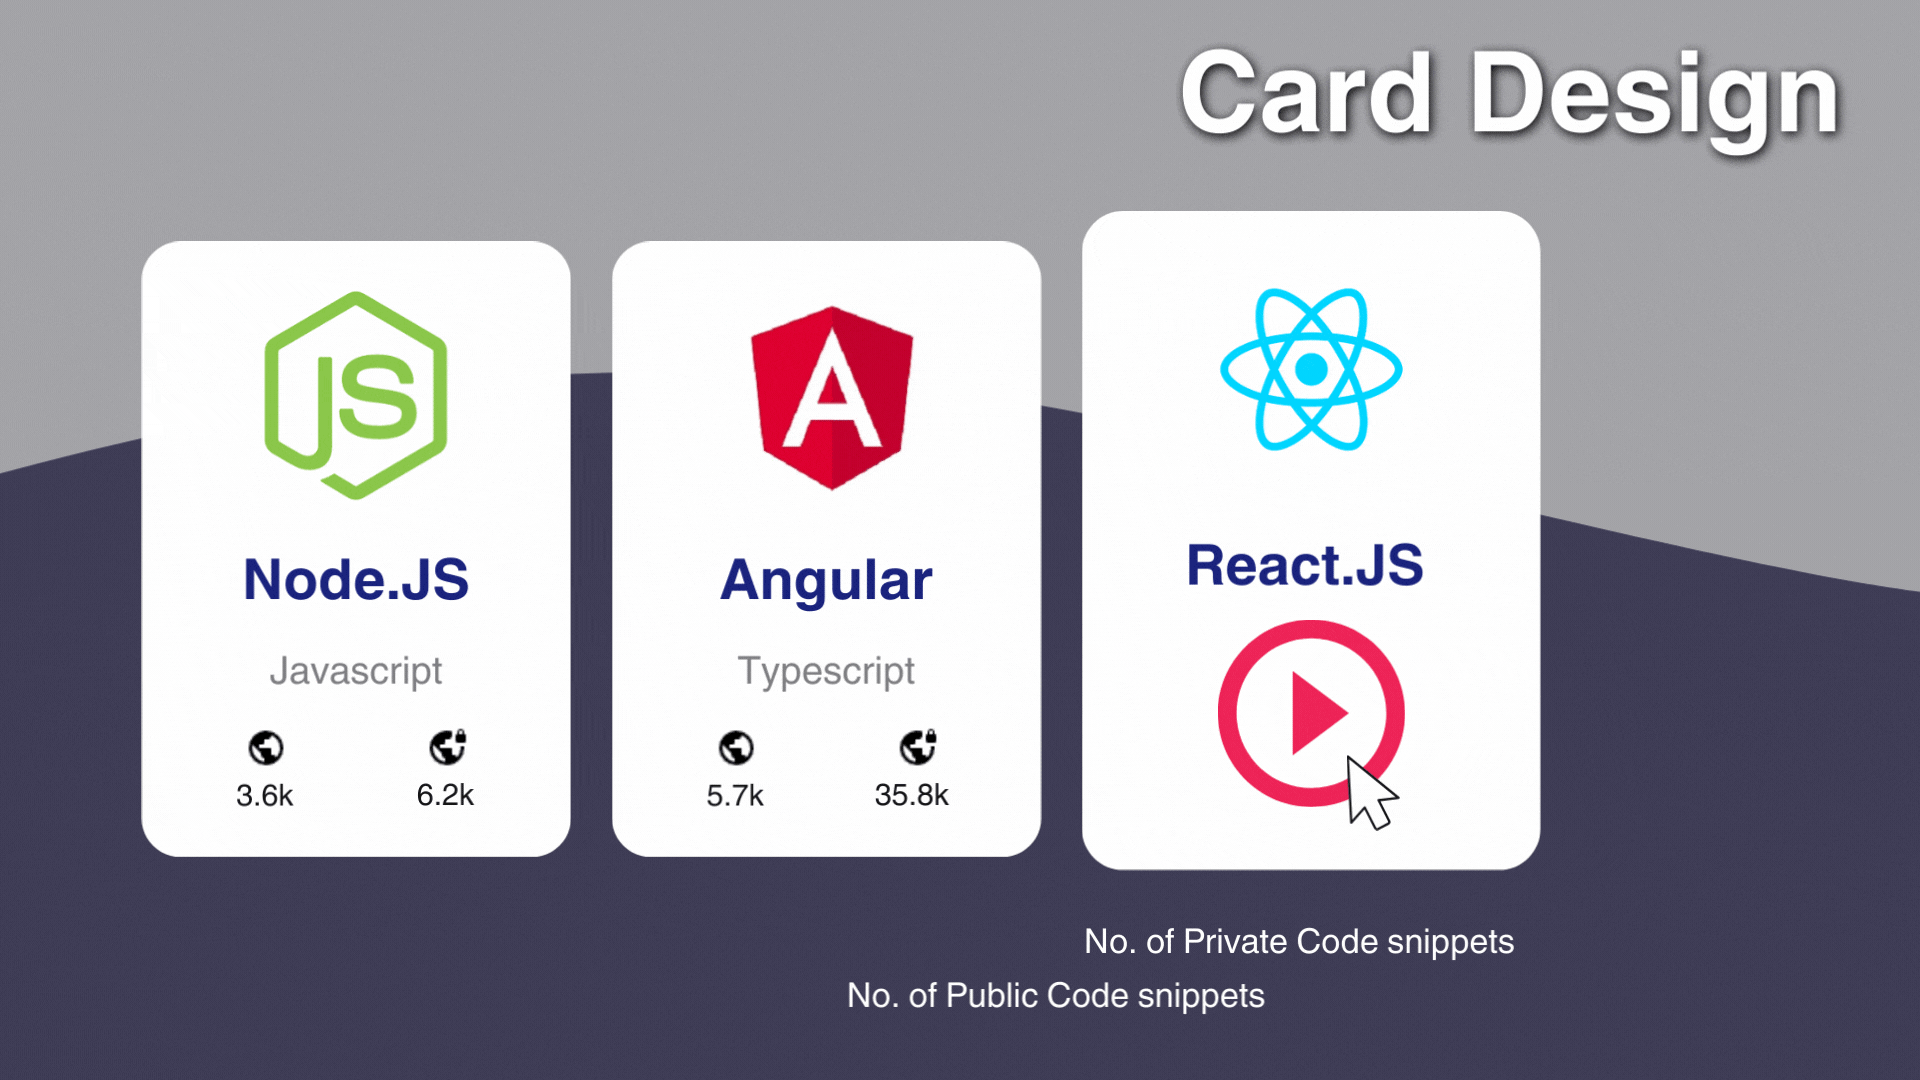 Card Design
JS
Node.JS
Javascript
3.6k
6.2k
A
Angular
Typescript
5.7k
35.8k
React.JS
No. of Private Code snippets
No. of Public Code snippets